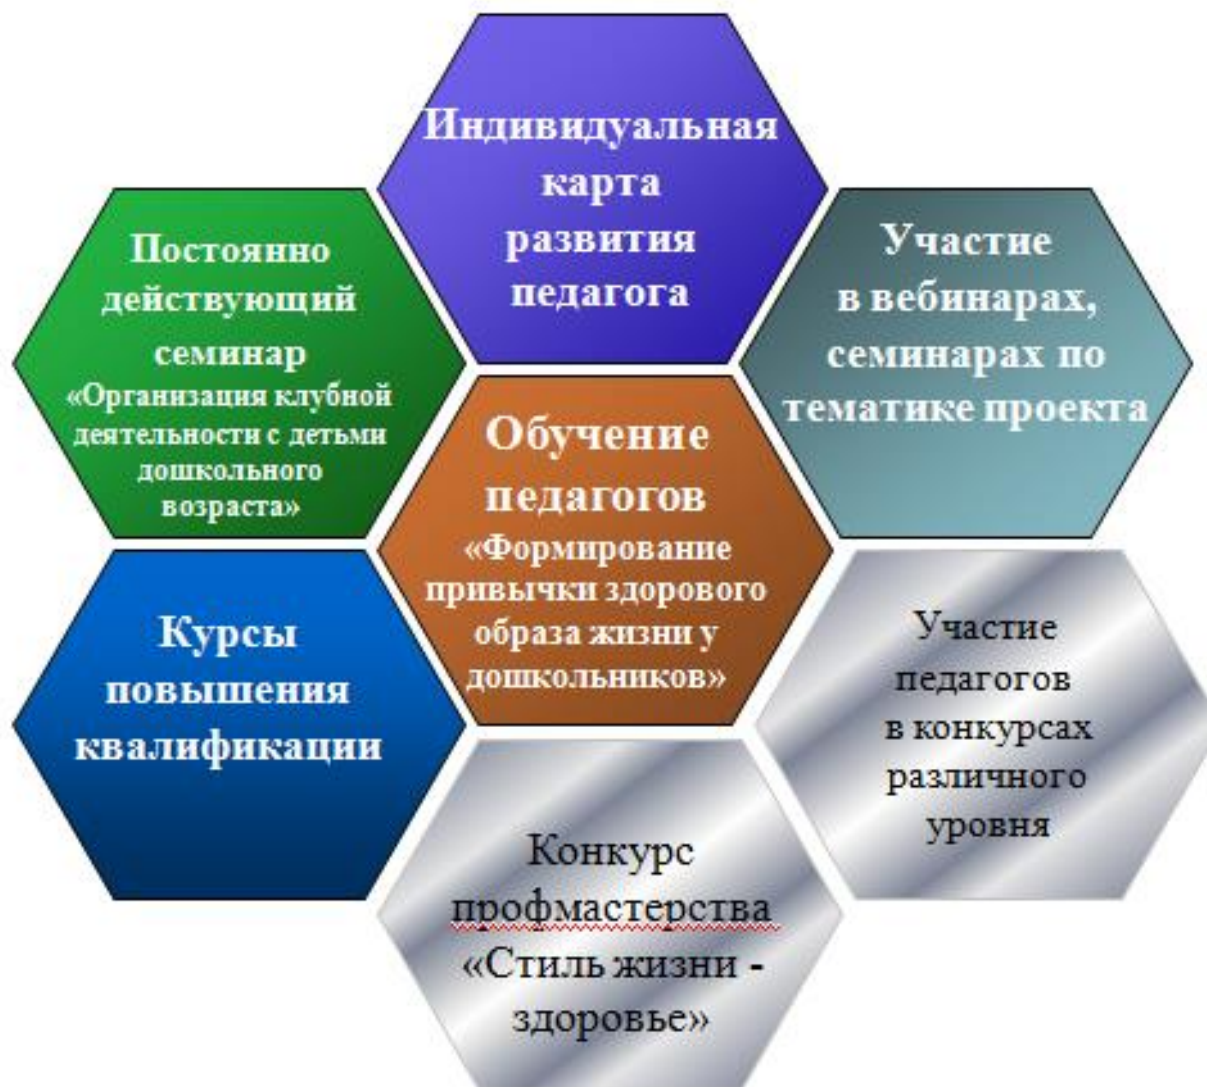 Индивидуальная
карта
развития
педагога
Постоянно
действующий
семинар
«Организация клубной
деятельности с детьми
дошкольного
возраста»
Участие
в вебинарах,
семинарах по
тематике проекта
Обучение
педагогов
«Формирование
привычки здорового
образа жизни у
дошкольников»
Курсы
повышения
квалификации
Участие
педагогов
в конкурсах
различного
уровня
Конкурс
профмастерства
«Стиль жизни -
здоровье»